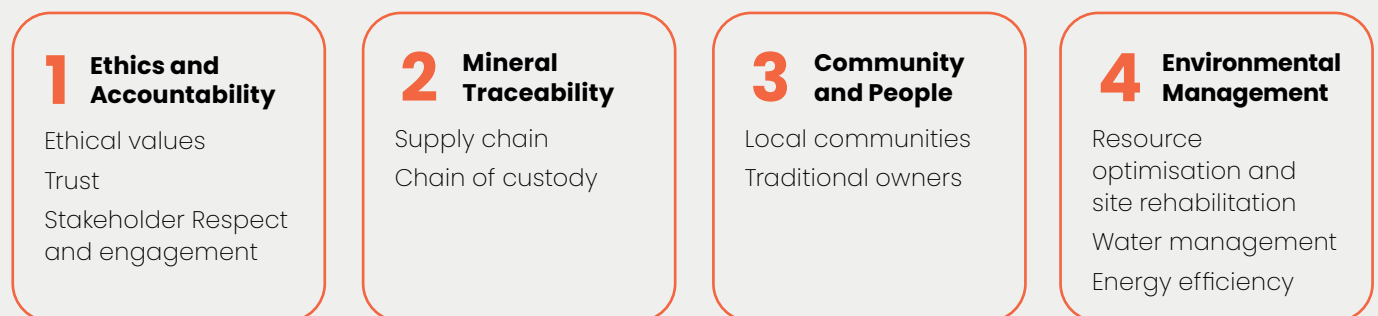 1 Ethics and
Accountability
Ethical values
Trust
Stakeholder Respect
and engagement
2 Mineral
Traceability
Supply chain
Chain of custody
3 Community
and People
Local communities
Traditional owners
4 Environmental
Management
Resource
optimisation and
site rehabilitation
Water management
Energy efficiency